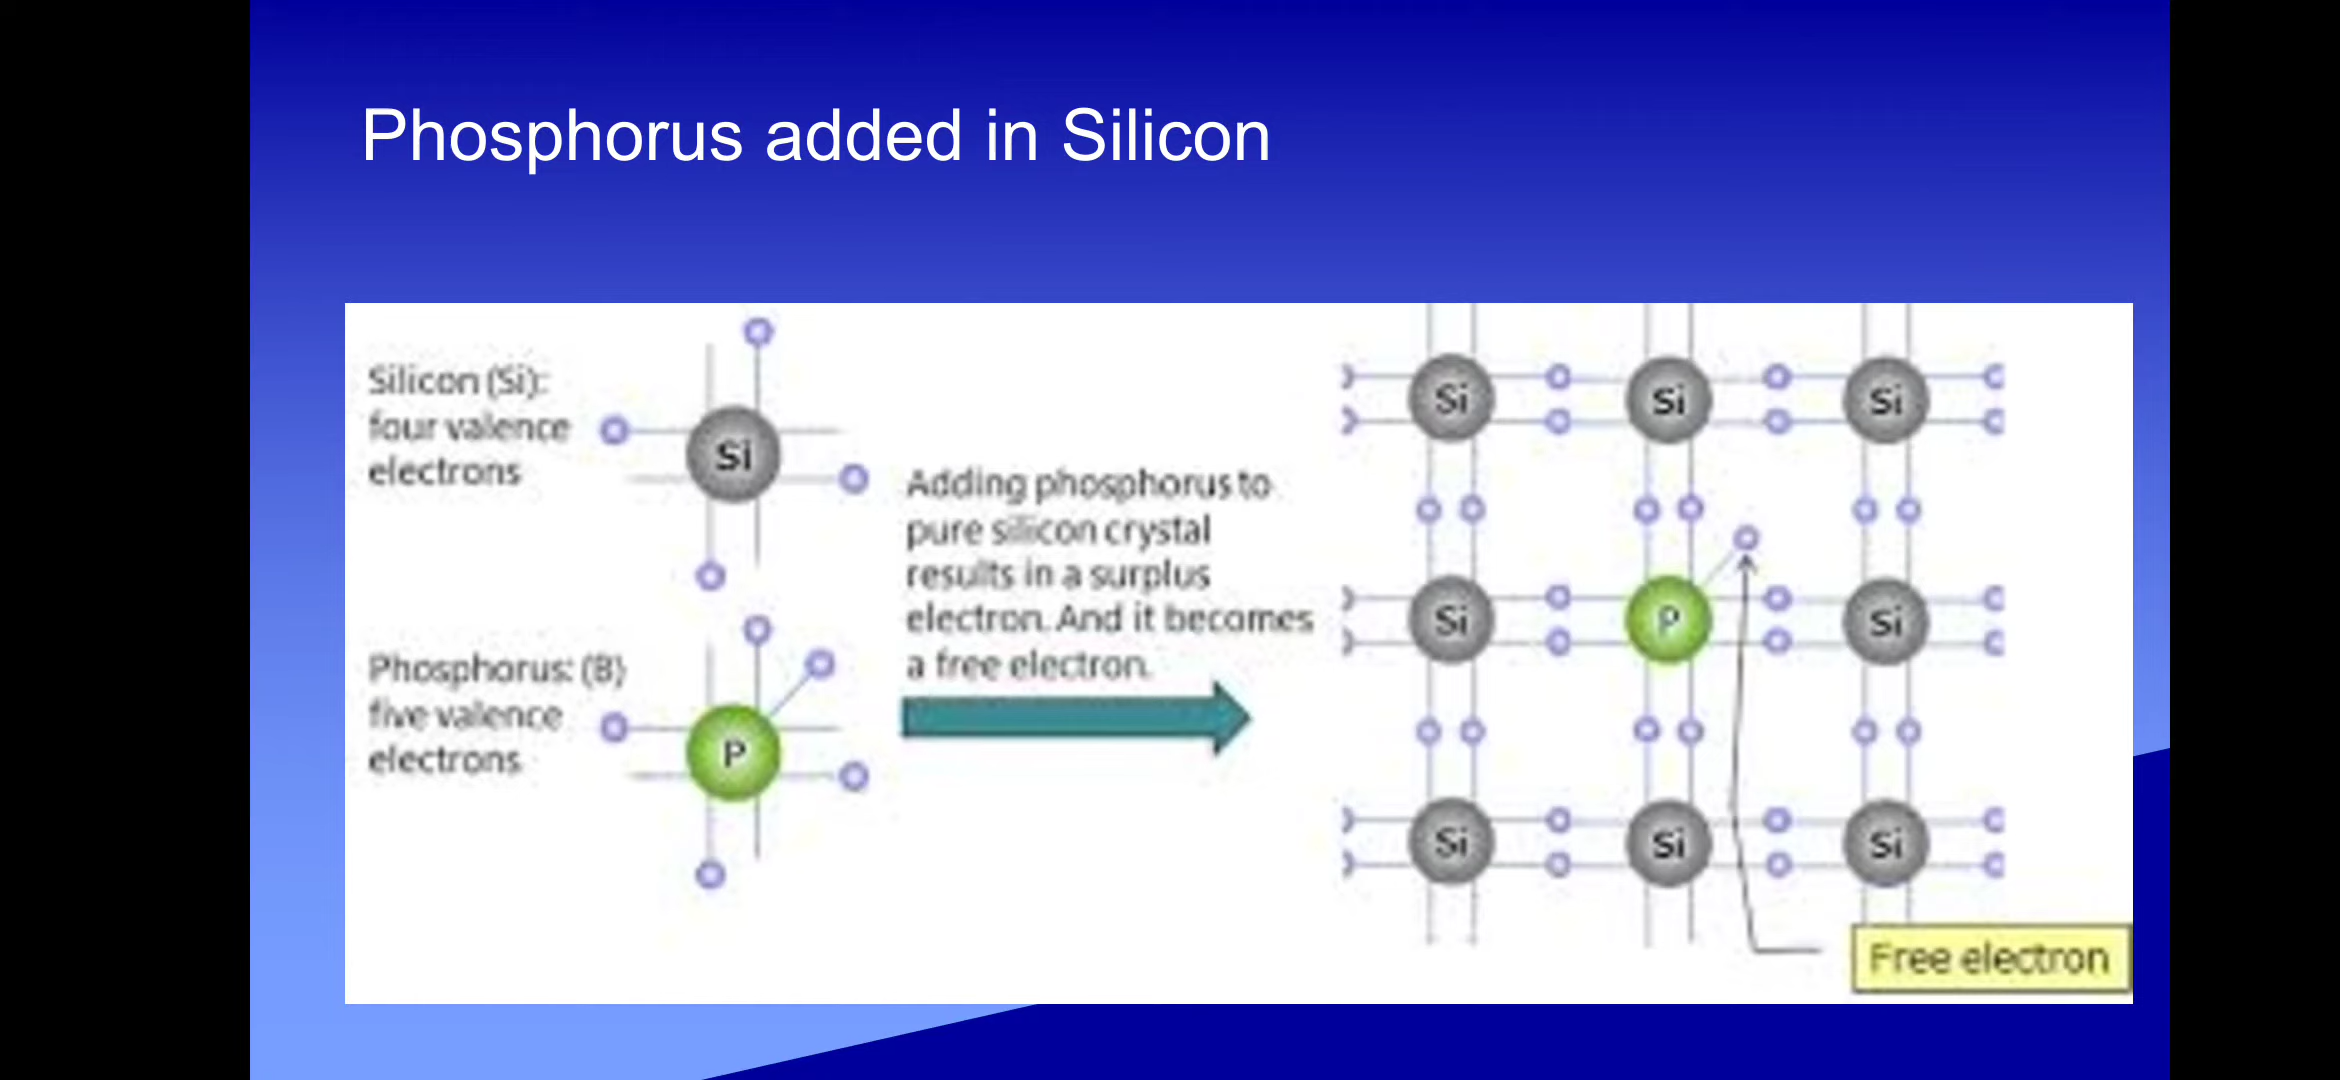 Phosphorus added in Silicon
Silicon (Si):
four valence
electrons
Si
Phosphorus: (B)
five valence
electrons
P
Adding phosphorus to
pure silicon crystal
results in a surplus
electron. And it becomes
a free electron.
Si Si Si
Si P Si
Si Si Si
Free electron